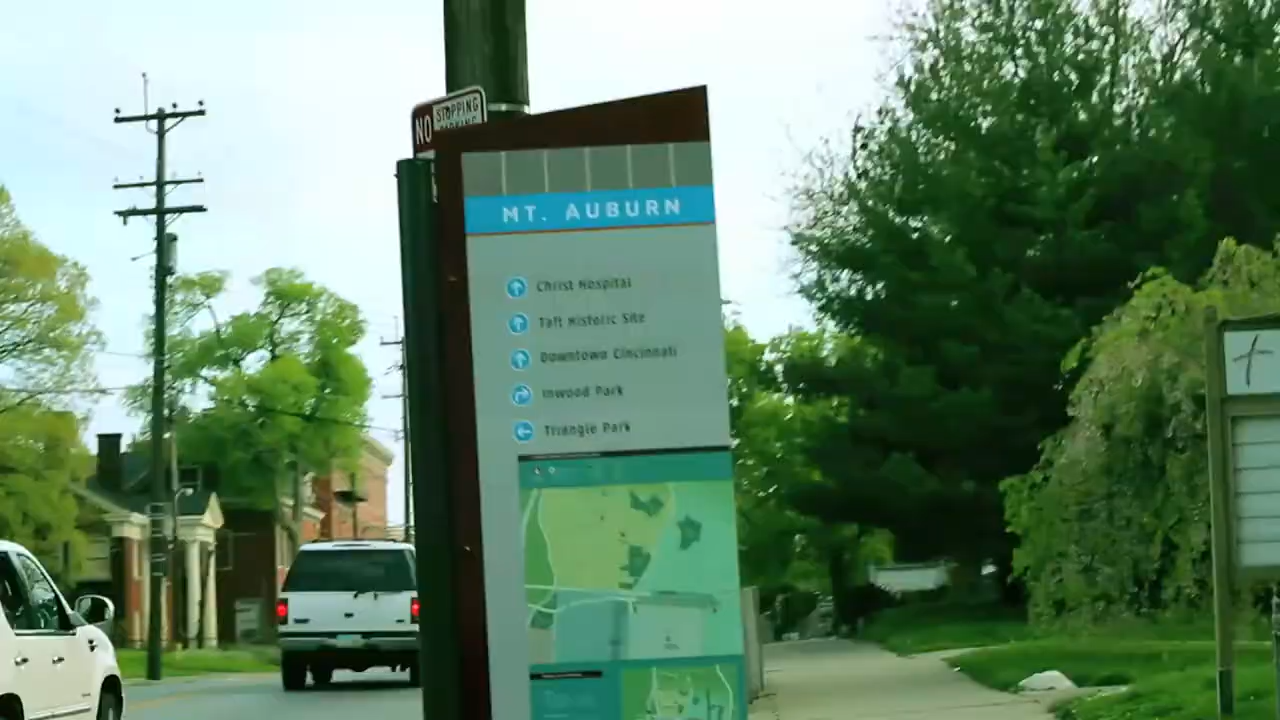 NO
STOPPING
MT. AUBURN
Christ Hospital
Taft Historic Site
Downtown Cincinnati
Inwood Park
Triangle Park